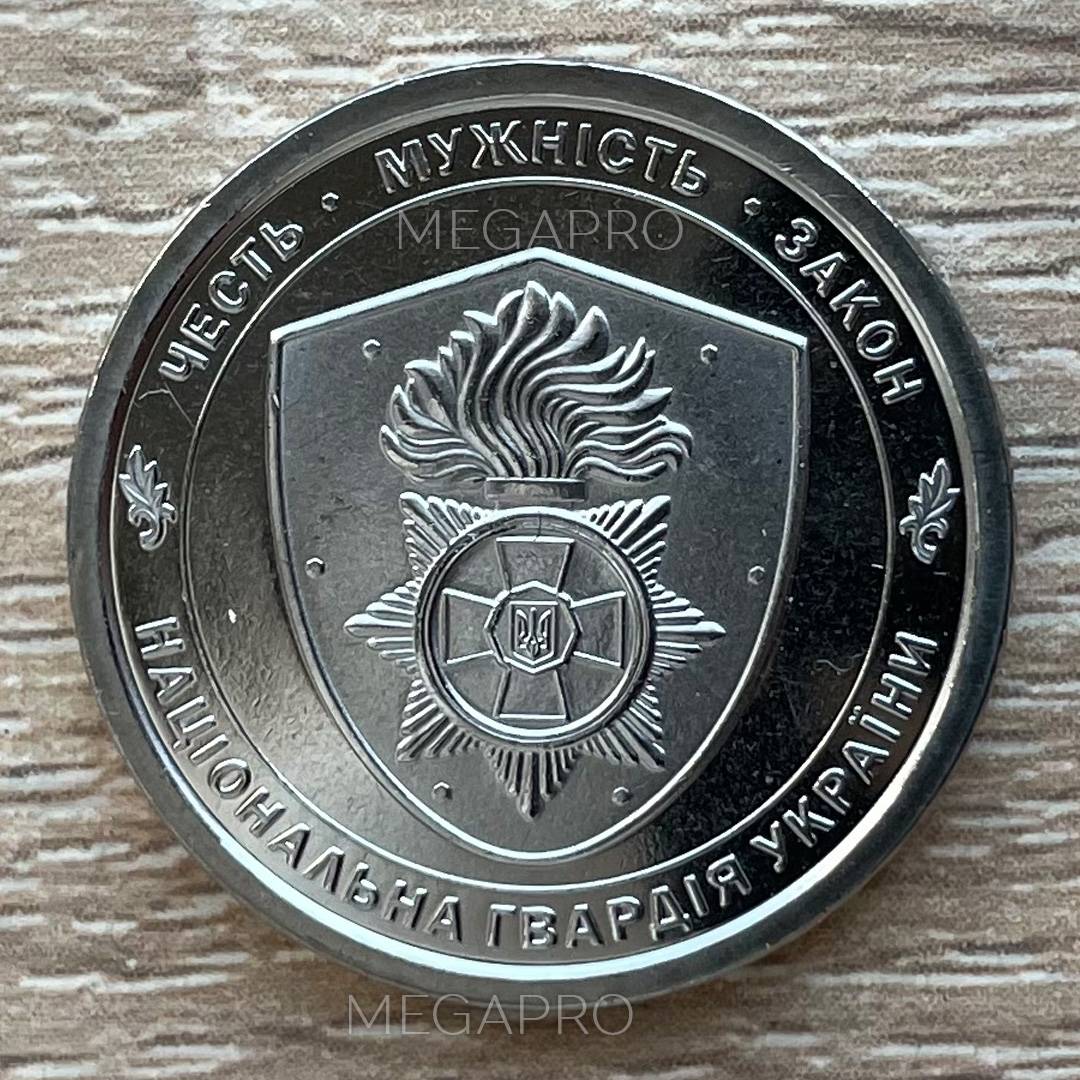 ЧЕСТЬ · МУЖНІСТЬ · ЗАКОН
MEGAPRO
НАЦІОНАЛЬНА ГВАРДІЯ УКРАЇНИ
MEGAPRO